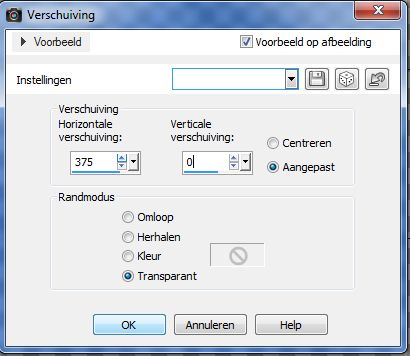 Verschuiving
Voorbeeld
Voorbeeld op afbeelding
Instellingen
Verschuiving
Horizontale verschuiving:
Verticale verschuiving:
375
0
Centreren
Aangepast
Randmodus
Omloop
Herhalen
Kleur
Transparant
OK
Annuleren
Help